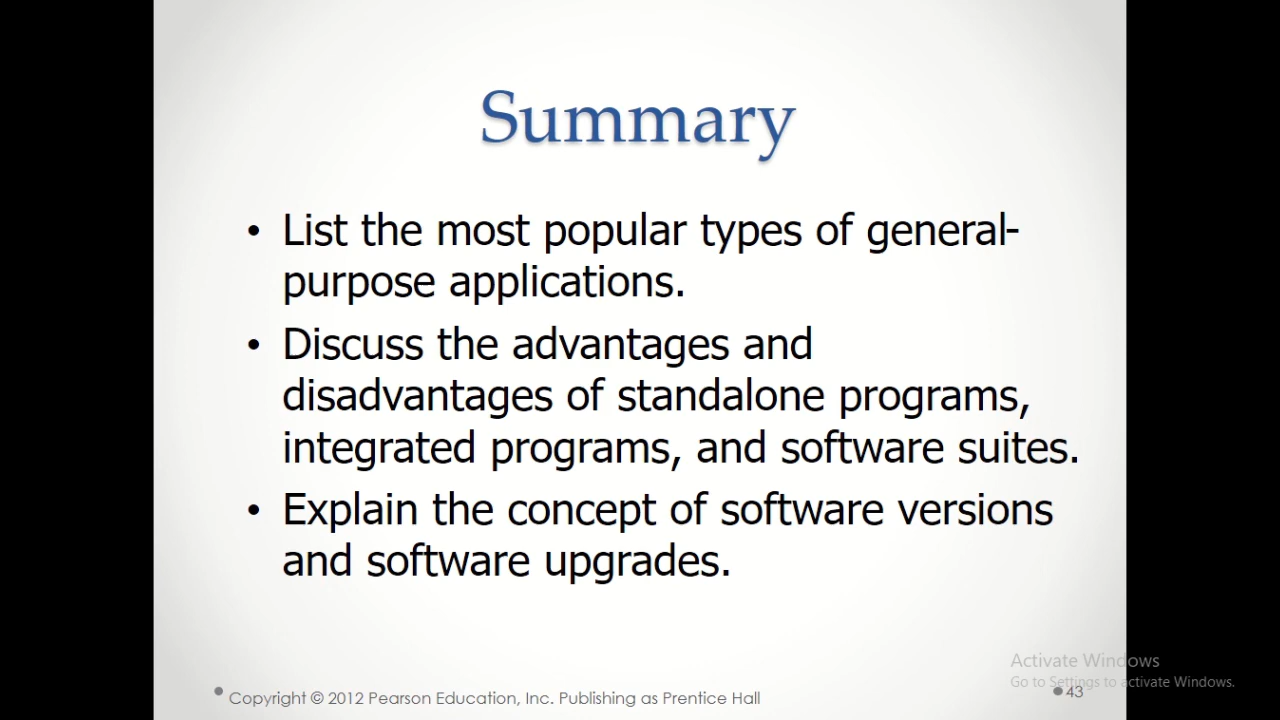 Summary
• List the most popular types of general-
purpose applications.
• Discuss the advantages and
disadvantages of standalone programs,
integrated programs, and software suites.
• Explain the concept of software versions
and software upgrades.
Activate Windows
Go to Settings to activate Windows.
• Copyright © 2012 Pearson Education, Inc. Publishing as Prentice Hall
• 43